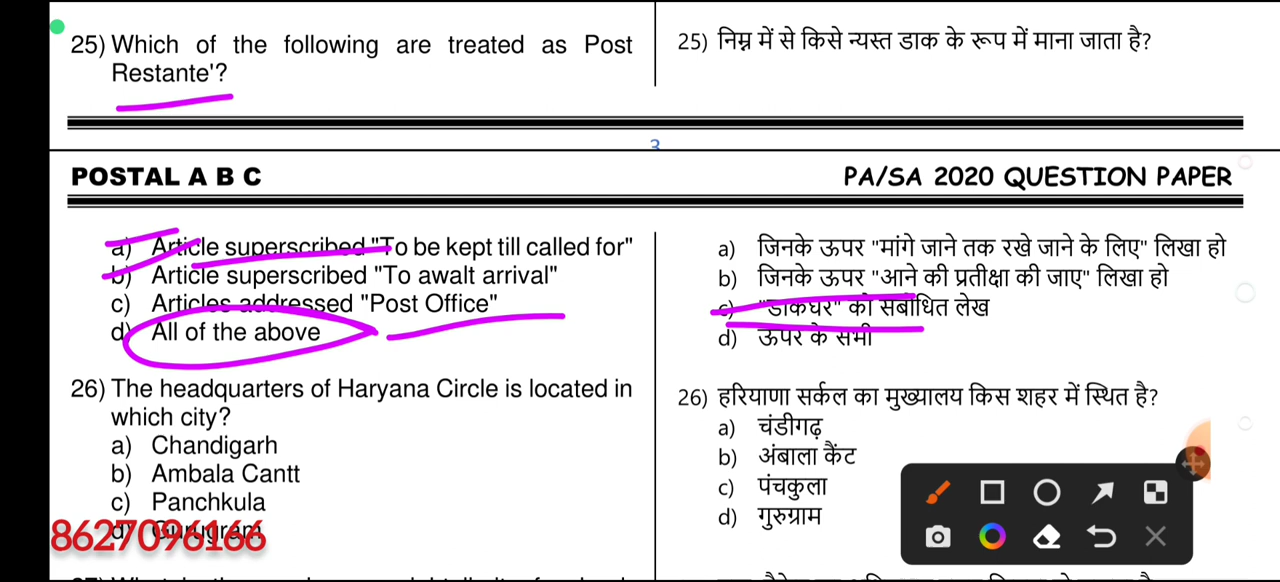 25) Which of the following are treated as Post
Restante'?
25) निम्न में से किसे न्यस्त डाक के रूप में माना जाता है?
3
POSTAL A B C
PA/SA 2020 QUESTION PAPER
a) Article superscribed "To be kept till called for"
b) Article superscribed "To awalt arrival"
c) Articles addressed "Post Office"
d) All of the above
a) जिनके ऊपर "मांगे जाने तक रखे जाने के लिए" लिखा हो
b) जिनके ऊपर "आने की प्रतीक्षा की जाए" लिखा हो
c) "डाकघर" को संबोधित लेख
d) ऊपर के सभी
26) The headquarters of Haryana Circle is located in
which city?
a) Chandigarh
b) Ambala Cantt
c) Panchkula
d) Gurugram
8627096166
26) हरियाणा सर्कल का मुख्यालय किस शहर में स्थित है?
a) चंडीगढ़
b) अंबाला कैंट
c) पंचकुला
d) गुरुग्राम